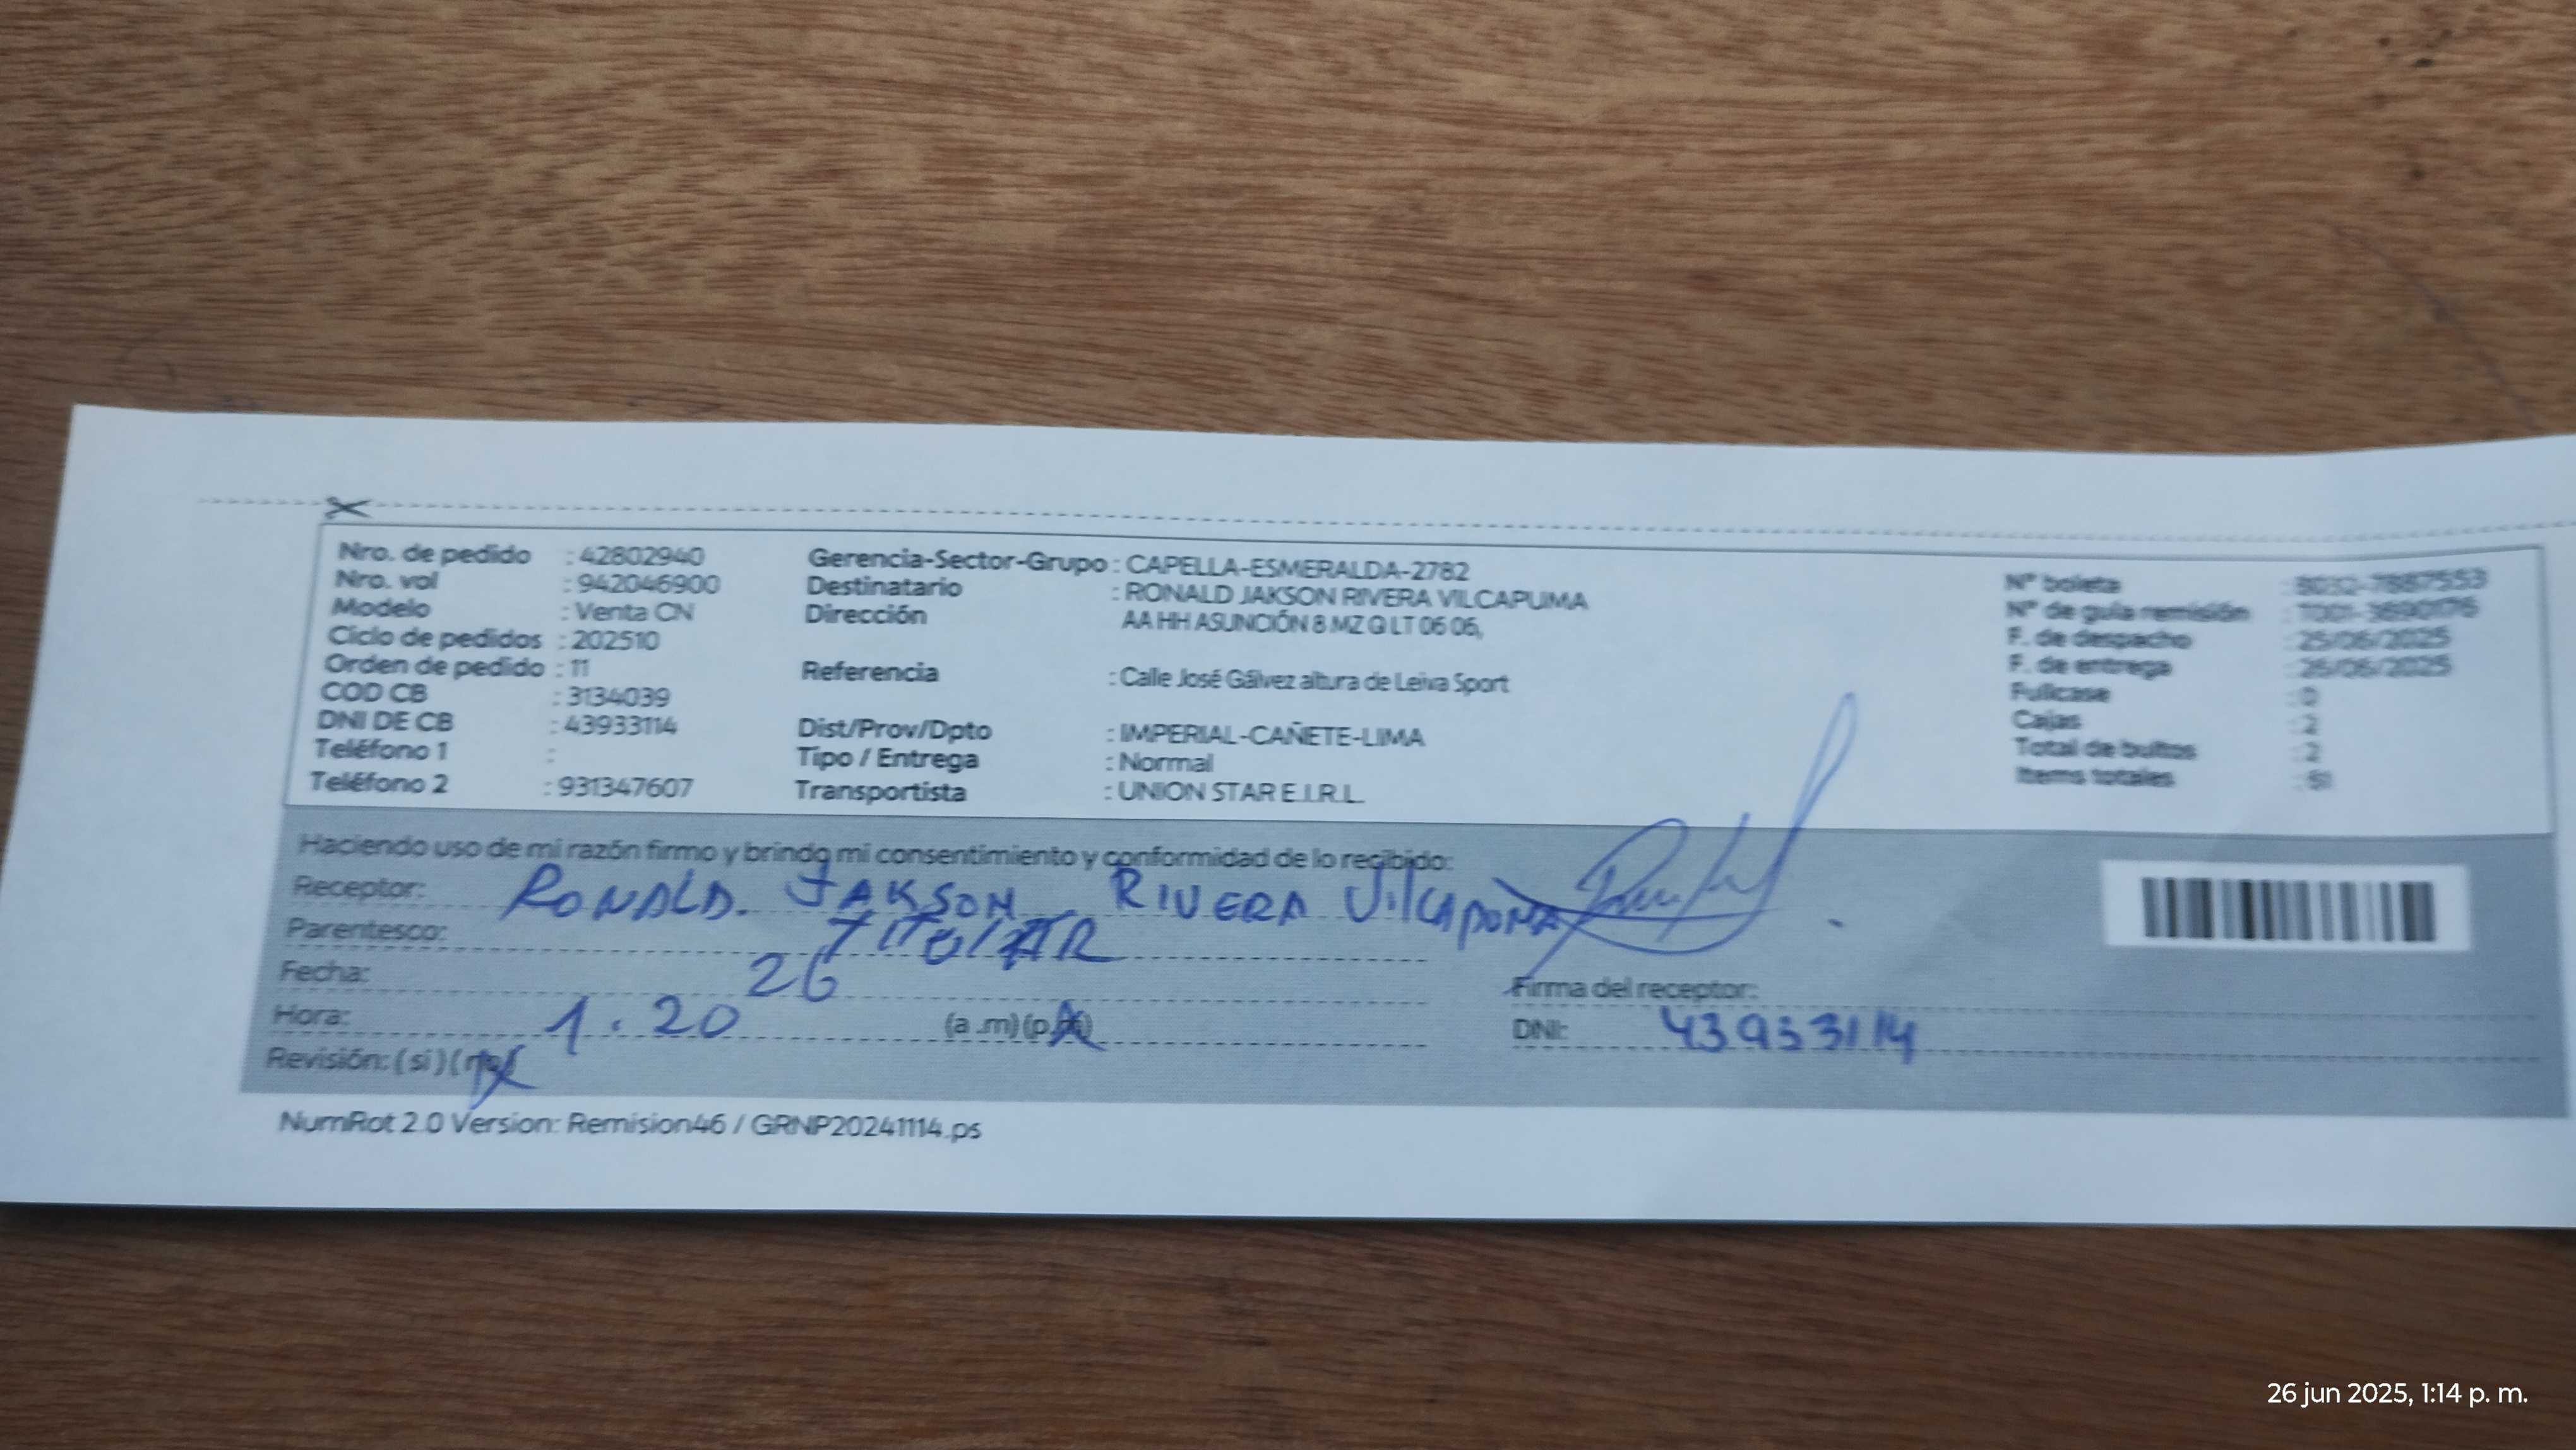 Nro. de pedido : 42802940
Nro. vol : 942046900
Modelo : Venta CN
Ciclo de pedidos : 202510
Orden de pedido : 11
COD CB : 3134039
DNI DE CB : 43933114
Teléfono 1 :
Teléfono 2 : 931347607
Gerencia-Sector-Grupo : CAPELLA-ESMERALDA-2782
Destinatario : RONALD JAKSON RIVERA VILCAPUMA
Dirección AA HH ASUNCIÓN 8 MZ Q LT 06 06,
Referencia : Calle José Gálvez altura de Leiva Sport
Dist/Prov/Dpto : IMPERIAL-CAÑETE-LIMA
Tipo / Entrega : Normal
Transportista : UNION STAR E.I.R.L.
N° boleta :
N° de guía remisión :
F. de despacho : 25/06/2025
F. de entrega : 26/06/2025
Fullcase : 0
Cajas : 2
Total de bultos : 2
Items totales :
Haciendo uso de mi razón firmo y brindo mi consentimiento y conformidad de lo recibido:
Receptor: RONALD. JAKSON RIVERA VilCAPUMA
Parentesco: TITULAR
Fecha: 26
Hora: 1.20 (a .m) (p.m)
Revisión: ( si ) ( no )
Firma del receptor:
DNI: 43933114
NumRot 2.0 Version: Remision46 / GRNP20241114.ps
26 jun 2025, 1:14 p. m.